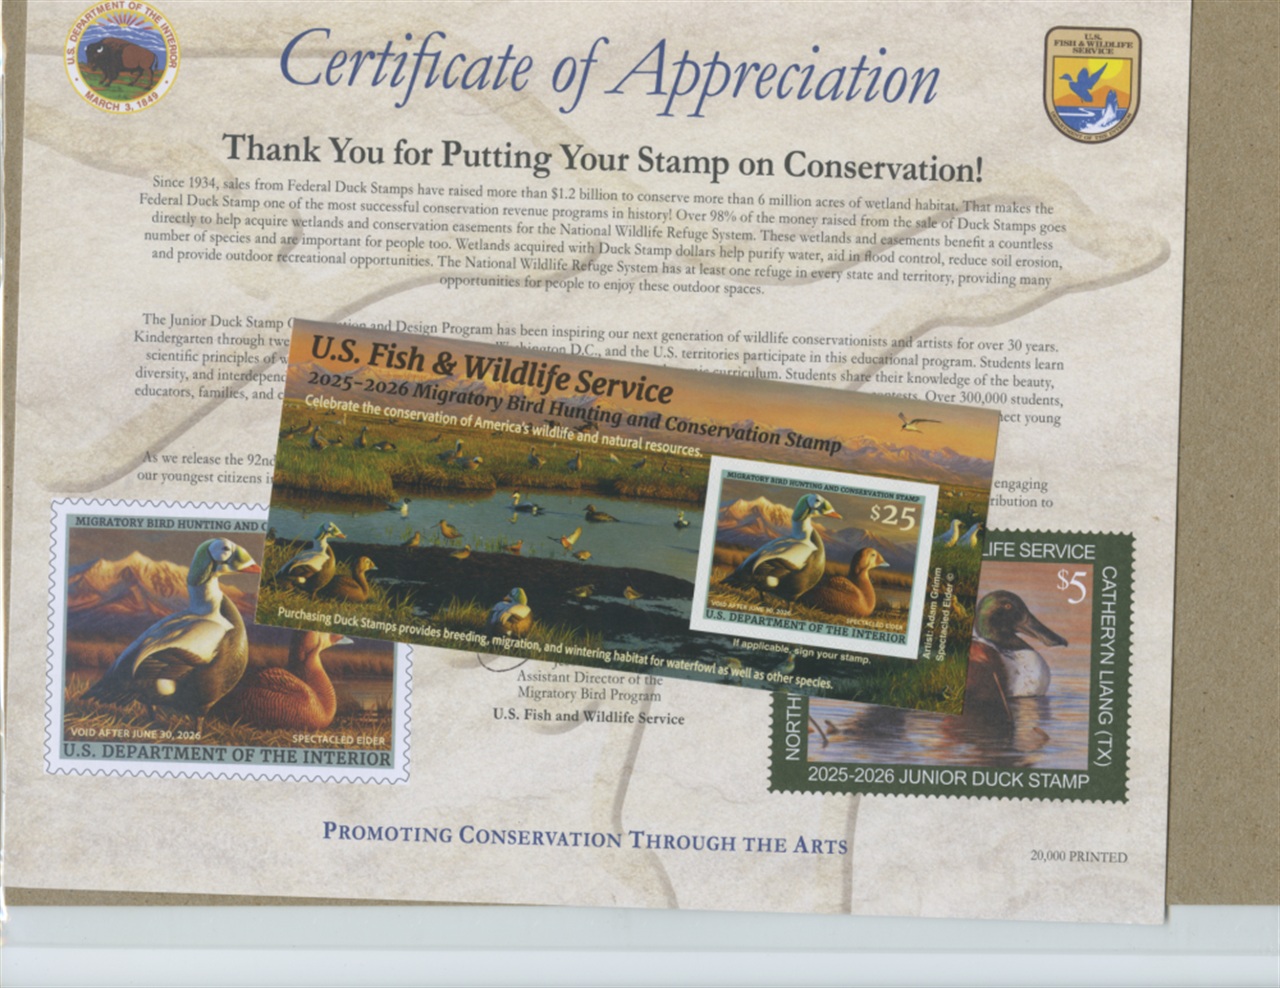 U.S. DEPARTMENT OF THE INTERIOR
MARCH 3, 1849
Certificate of Appreciation
U.S.
FISH & WILDLIFE
SERVICE
DEPARTMENT OF THE INTERIOR
Thank You for Putting Your Stamp on Conservation!
Since 1934, sales from Federal Duck Stamps have raised more than $1.2 billion to conserve more than 6 million acres of wetland habitat. That makes the
Federal Duck Stamp one of the most successful conservation revenue programs in history! Over 98% of the money raised from the sale of Duck Stamps goes
directly to help acquire wetlands and conservation easements for the National Wildlife Refuge System. These wetlands and easements benefit a countless
number of species and are important for people too. Wetlands acquired with Duck Stamp dollars help purify water, aid in flood control, reduce soil erosion,
and provide outdoor recreational opportunities. The National Wildlife Refuge System has at least one refuge in every state and territory, providing many
opportunities for people to enjoy these outdoor spaces.
The Junior Duck Stamp and Design Program has been inspiring our next generation of wildlife conservationists and artists for over 30 years.
Kindergarten through D.C., and the U.S. territories participate in this educational program. Students learn
scientific principles of curriculum. Students share their knowledge of the beauty,
diversity, and Over 300,000 students,
educators, families, and young
As we release the 92nd engaging
our youngest citizens to
U.S. Fish & Wildlife Service
2025-2026 Migratory Bird Hunting and Conservation Stamp
Celebrate the conservation of America's wildlife and natural resources.
MIGRATORY BIRD HUNTING AND CONSERVATION STAMP
$25
VOID AFTER JUNE 30, 2026
SPECTACLED EIDER
U.S. DEPARTMENT OF THE INTERIOR
If applicable, sign your stamp.
Artist: Adam Grimm
Spectacled Eider ©
Purchasing Duck Stamps provides breeding, migration, and wintering habitat for waterfowl as well as other species.
MIGRATORY BIRD HUNTING AND
VOID AFTER JUNE 30, 2026
SPECTACLED EIDER
U.S. DEPARTMENT OF THE INTERIOR
Assistant Director of the
Migratory Bird Program
U.S. Fish and Wildlife Service
LIFE SERVICE
$5
CATHERYN LIANG (TX)
NORTH
2025-2026 JUNIOR DUCK STAMP
PROMOTING CONSERVATION THROUGH THE ARTS
20,000 PRINTED